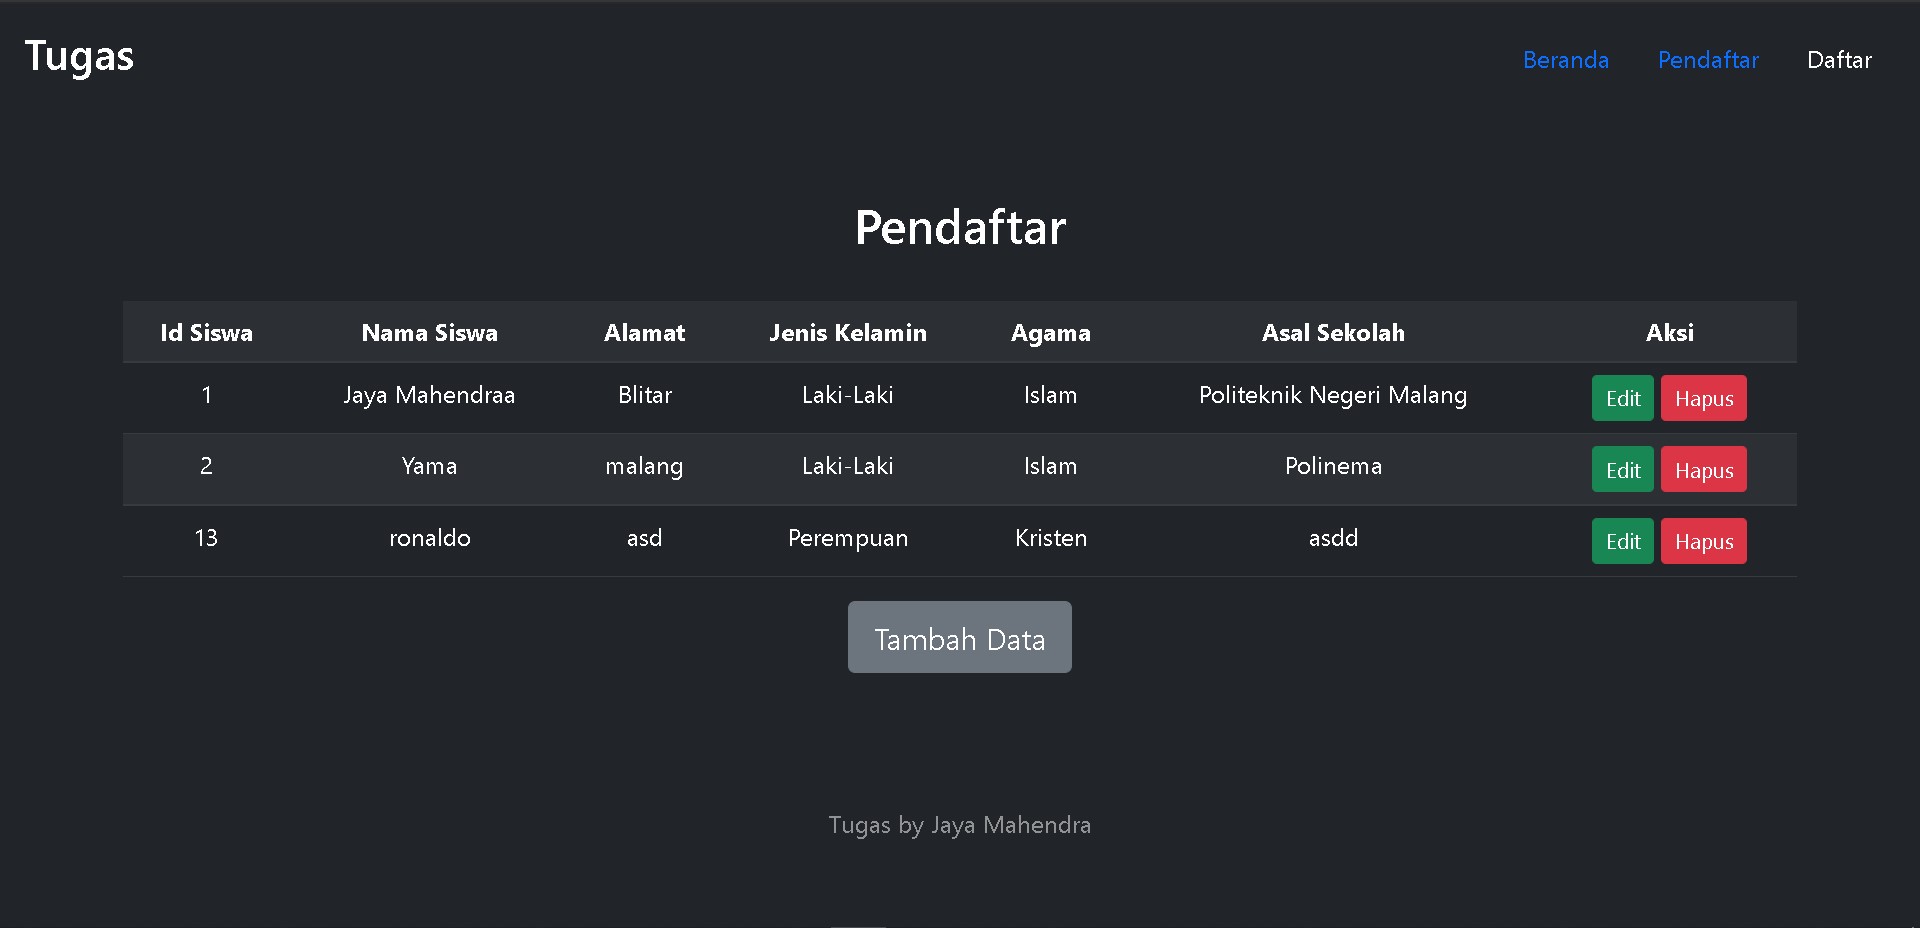 Tugas Beranda Pendaftar Daftar
Pendaftar
Id Siswa Nama Siswa Alamat Jenis Kelamin Agama Asal Sekolah Aksi
1 Jaya Mahendraa Blitar Laki-Laki Islam Politeknik Negeri Malang Edit Hapus
2 Yama malang Laki-Laki Islam Polinema Edit Hapus
13 ronaldo asd Perempuan Kristen asdd Edit Hapus
Tambah Data
Tugas by Jaya Mahendra